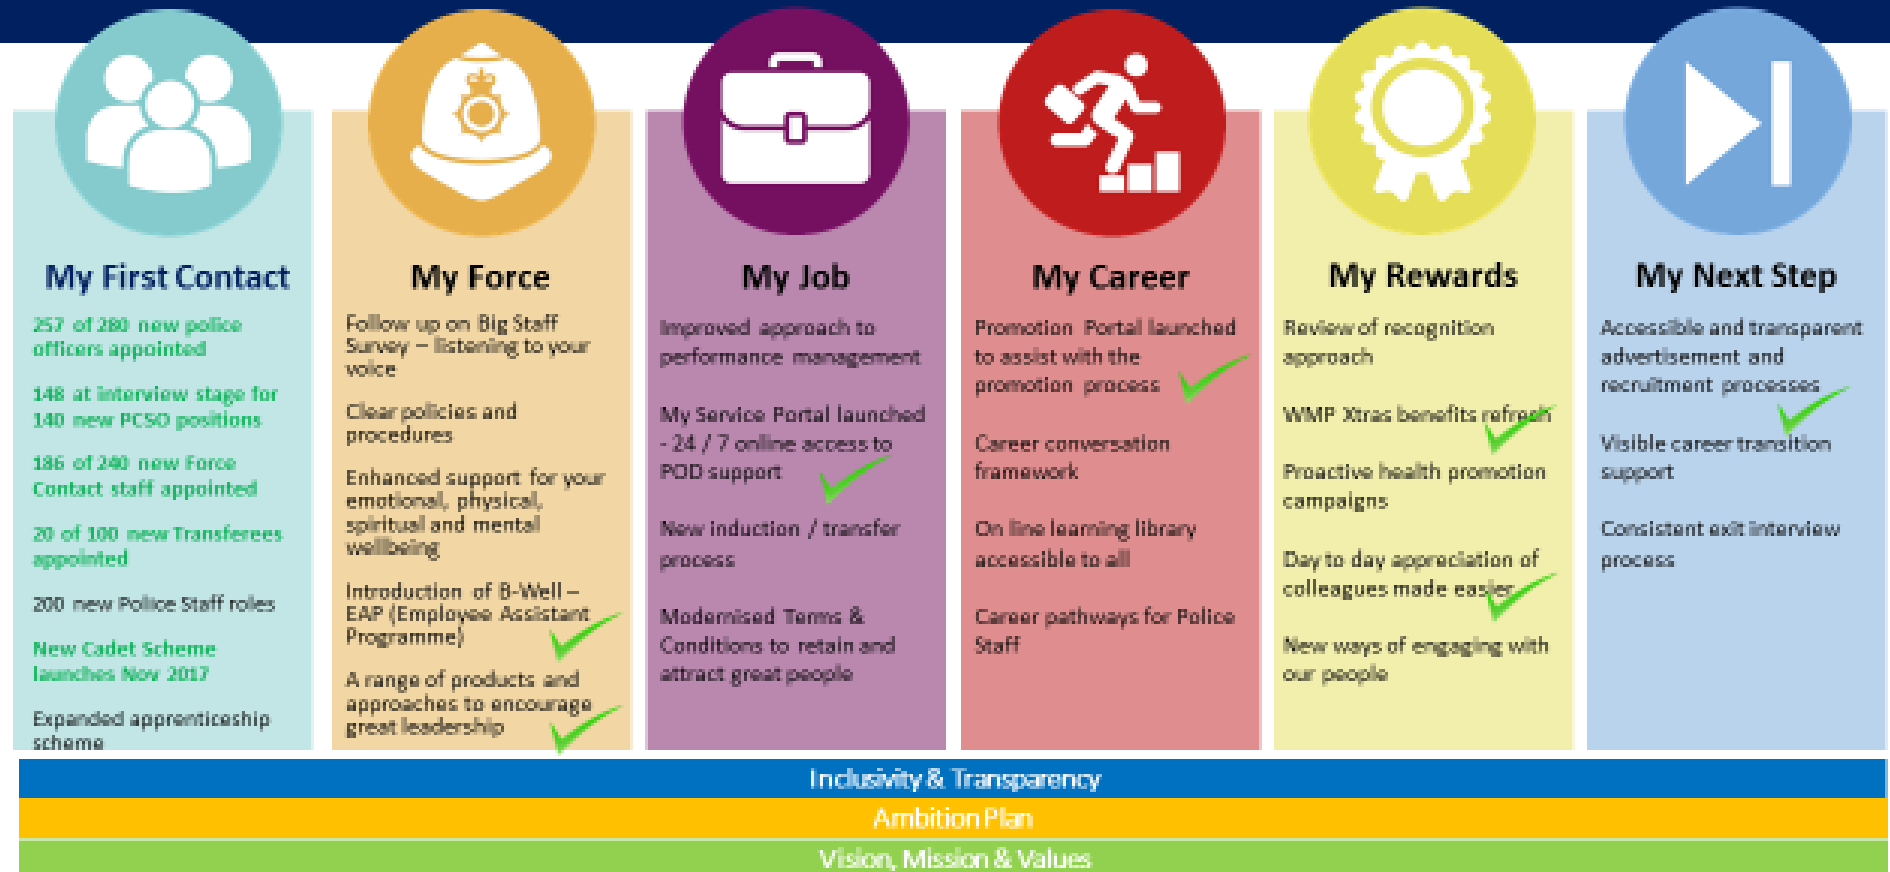 My First Contact
257 of 280 new police
officers appointed
148 at interview stage for
140 new PCSO positions
186 of 240 new Force
Contact staff appointed
20 of 100 new Transferees
appointed
200 new Police Staff roles
New Cadet Scheme
launches Nov 2017
Expanded apprenticeship
scheme
My Force
Follow up on Big Staff
Survey – listening to your
voice
Clear policies and
procedures
Enhanced support for your
emotional, physical,
spiritual and mental
wellbeing
Introduction of B-Well –
EAP (Employee Assistant
Programme)
A range of products and
approaches to encourage
great leadership
My Job
Improved approach to
performance management
My Service Portal launched
- 24 / 7 online access to
POD support
New induction / transfer
process
Modernised Terms &
Conditions to retain and
attract great people
My Career
Promotion Portal launched
to assist with the
promotion process
Career conversation
framework
On line learning library
accessible to all
Career pathways for Police
Staff
My Rewards
Review of recognition
approach
WMP Xtras benefits refresh
Proactive health promotion
campaigns
Day to day appreciation of
colleagues made easier
New ways of engaging with
our people
My Next Step
Accessible and transparent
advertisement and
recruitment processes
Visible career transition
support
Consistent exit interview
process
Inclusivity & Transparency
Ambition Plan
Vision, Mission & Values